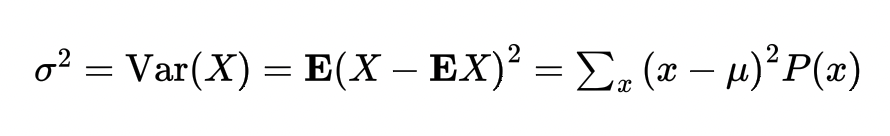 σ² = Var(X) = E(X − EX)² = ∑ₓ (x − μ)²P(x)